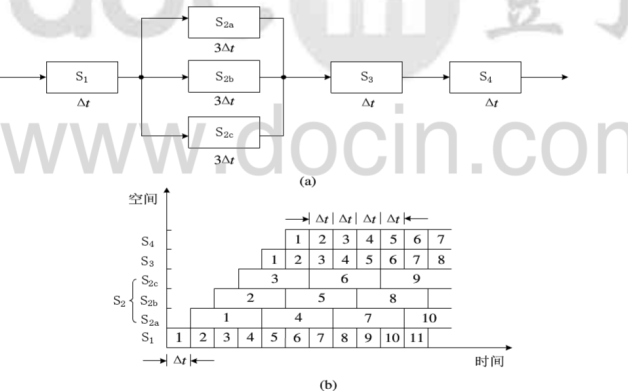 S2a
3Δt
S1
Δt
S2b
3Δt
S3
Δt
S4
Δt
S2c
3Δt
www.docin.com
(a)
空间
Δt Δt Δt Δt
S4 1 2 3 4 5 6 7
S3 1 2 3 4 5 6 7 8
S2c 3 6 9
S2 S2b 2 5 8
S2a 1 4 7 10
S1 1 2 3 4 5 6 7 8 9 10 11
Δt
时间
(b)